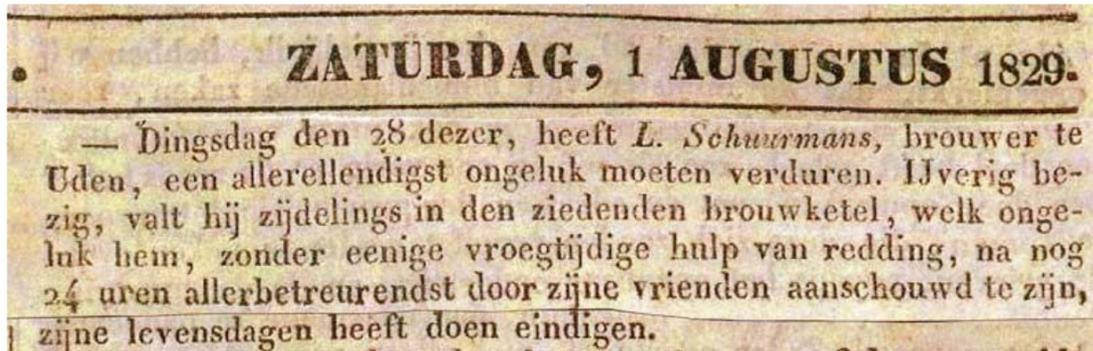 ZATURDAG, 1 AUGUSTUS 1829.
— Dingsdag den 28 dezer, heeft L. Schuurmans, brouwer te
Uden, een allerellendigst ongeluk moeten verduren. IJverig be-
zig, valt hij zijdelings in den ziedenden brouwketel, welk onge-
luk hem, zonder eenige vroegtijdige hulp van redding, na nog
24 uren allerbetreurendst door zijne vrienden aanschouwd te zijn,
zijne levensdagen heeft doen eindigen.